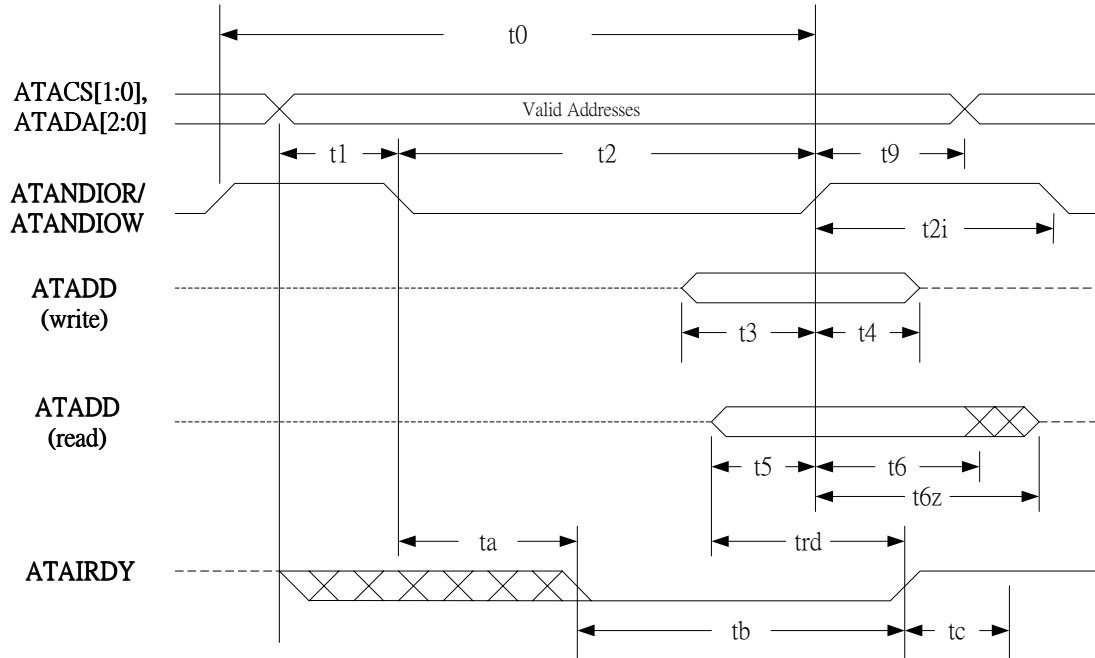 t0
ATACS[1:0],
ATADA[2:0]
Valid Addresses
t1
t2
t9
ATANDIOR/
ATANDIOW
t2i
ATADD
(write)
t3
t4
ATADD
(read)
t5
t6
t6z
ta
trd
ATAIRDY
tb
tc